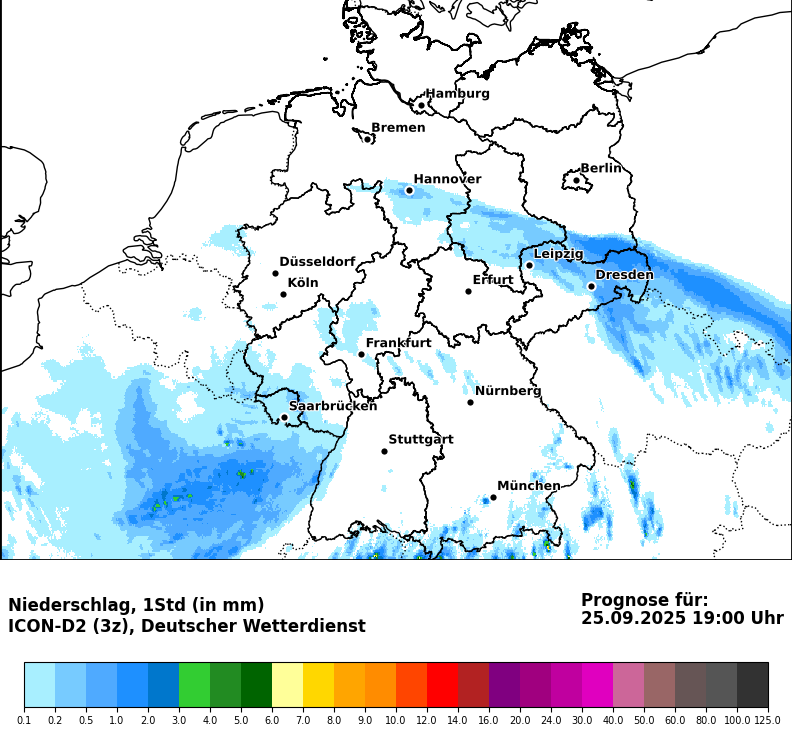 Hamburg
Bremen
Berlin
Hannover
Leipzig
Düsseldorf
Dresden
Köln
Erfurt
Frankfurt
Nürnberg
Saarbrücken
Stuttgart
München
Niederschlag, 1Std (in mm)
ICON-D2 (3z), Deutscher Wetterdienst
Prognose für:
25.09.2025 19:00 Uhr
0.1 0.2 0.5 1.0 2.0 3.0 4.0 5.0 6.0 7.0 8.0 9.0 10.0 12.0 14.0 16.0 20.0 24.0 30.0 40.0 50.0 60.0 80.0 100.0 125.0